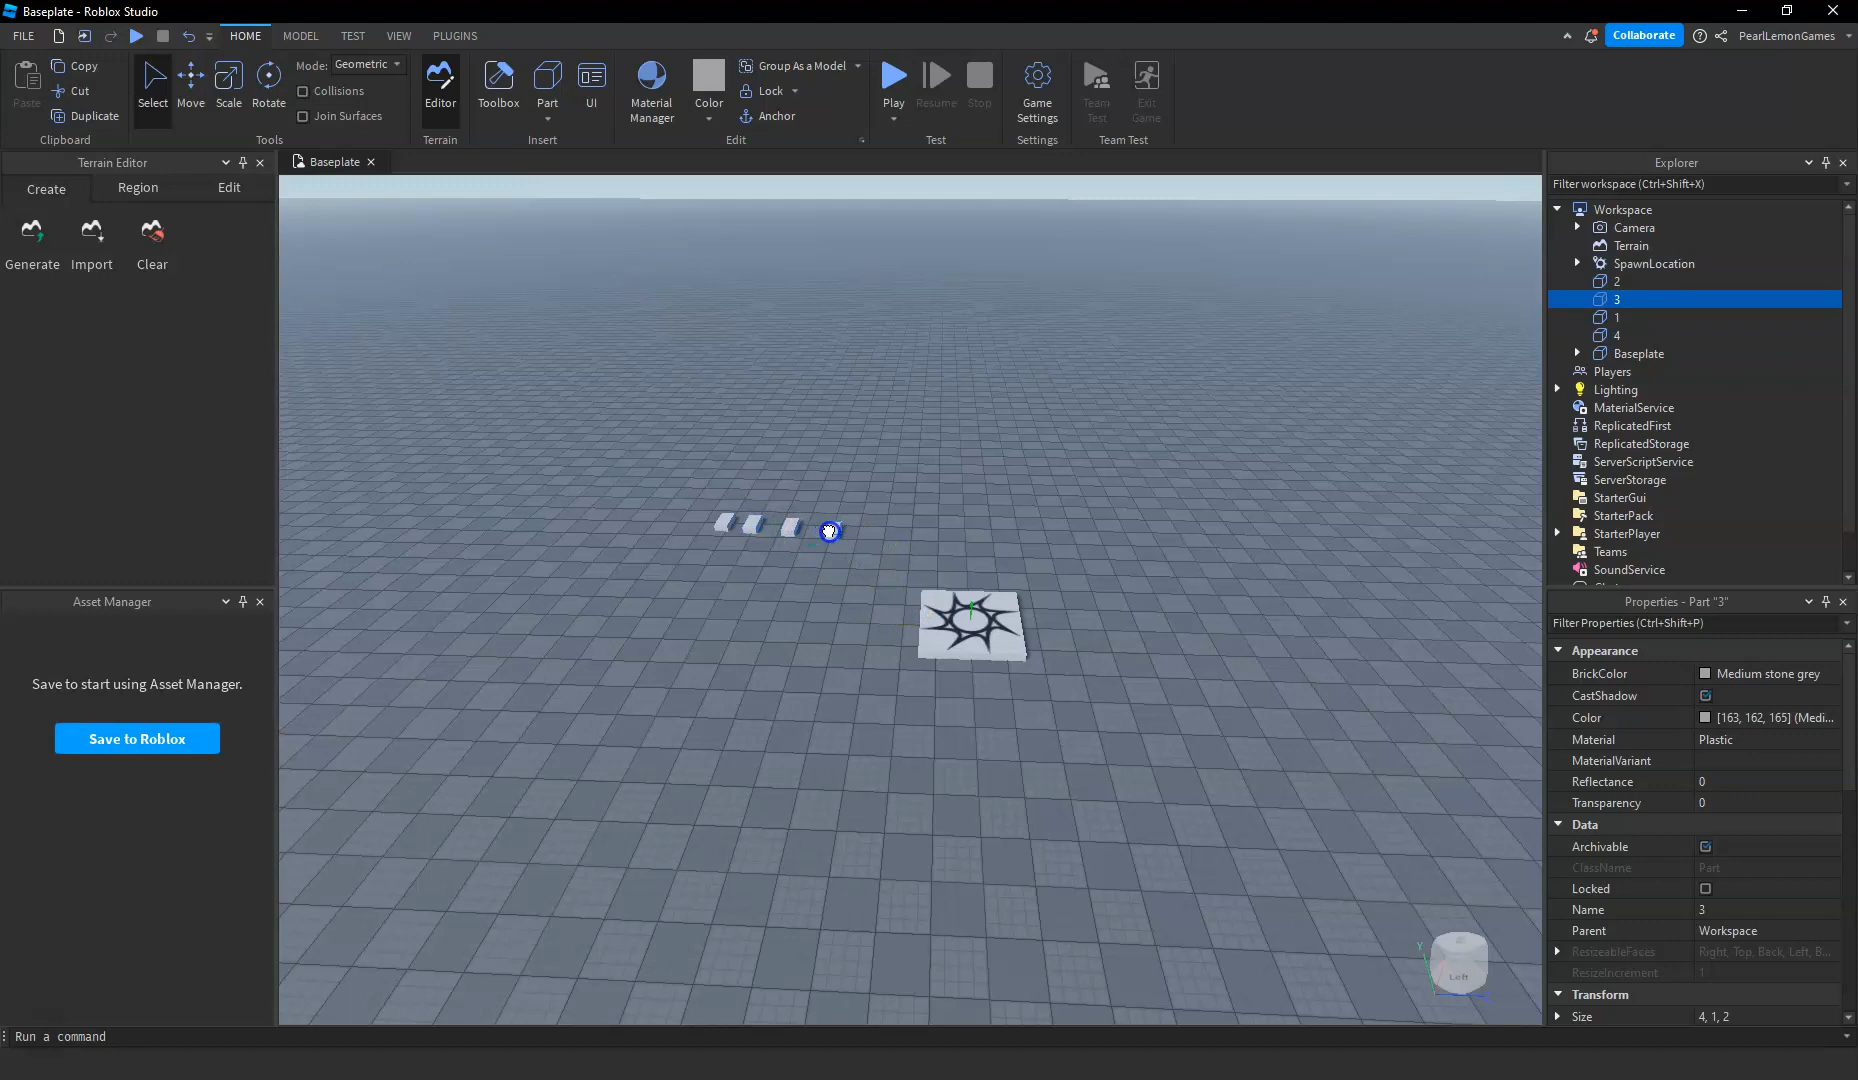 Baseplate - Roblox Studio
FILE HOME MODEL TEST VIEW PLUGINS Collaborate PearlLemonGames
Paste Copy Cut Duplicate Clipboard
Select Move Scale Rotate Mode: Geometric Collisions Join Surfaces Tools
Editor Terrain
Toolbox Part UI Insert
Material Manager Color Group As a Model Lock Anchor Edit
Play Resume Stop Test
Game Settings Settings
Team Test Exit Game Team Test
Terrain Editor
Create Region Edit
Generate Import Clear
Asset Manager
Save to start using Asset Manager.
Save to Roblox
Baseplate
Left
Y
Explorer
Filter workspace (Ctrl+Shift+X)
Workspace
Camera
Terrain
SpawnLocation
2
3
1
4
Baseplate
Players
Lighting
MaterialService
ReplicatedFirst
ReplicatedStorage
ServerScriptService
ServerStorage
StarterGui
StarterPack
StarterPlayer
Teams
SoundService
Properties - Part "3"
Filter Properties (Ctrl+Shift+P)
Appearance
BrickColor Medium stone grey
CastShadow
Color [163, 162, 165] (Medi...
Material Plastic
MaterialVariant
Reflectance 0
Transparency 0
Data
Archivable
ClassName Part
Locked
Name 3
Parent Workspace
ResizeableFaces Right, Top, Back, Left, B...
ResizeIncrement 1
Transform
Size 4, 1, 2
Run a command